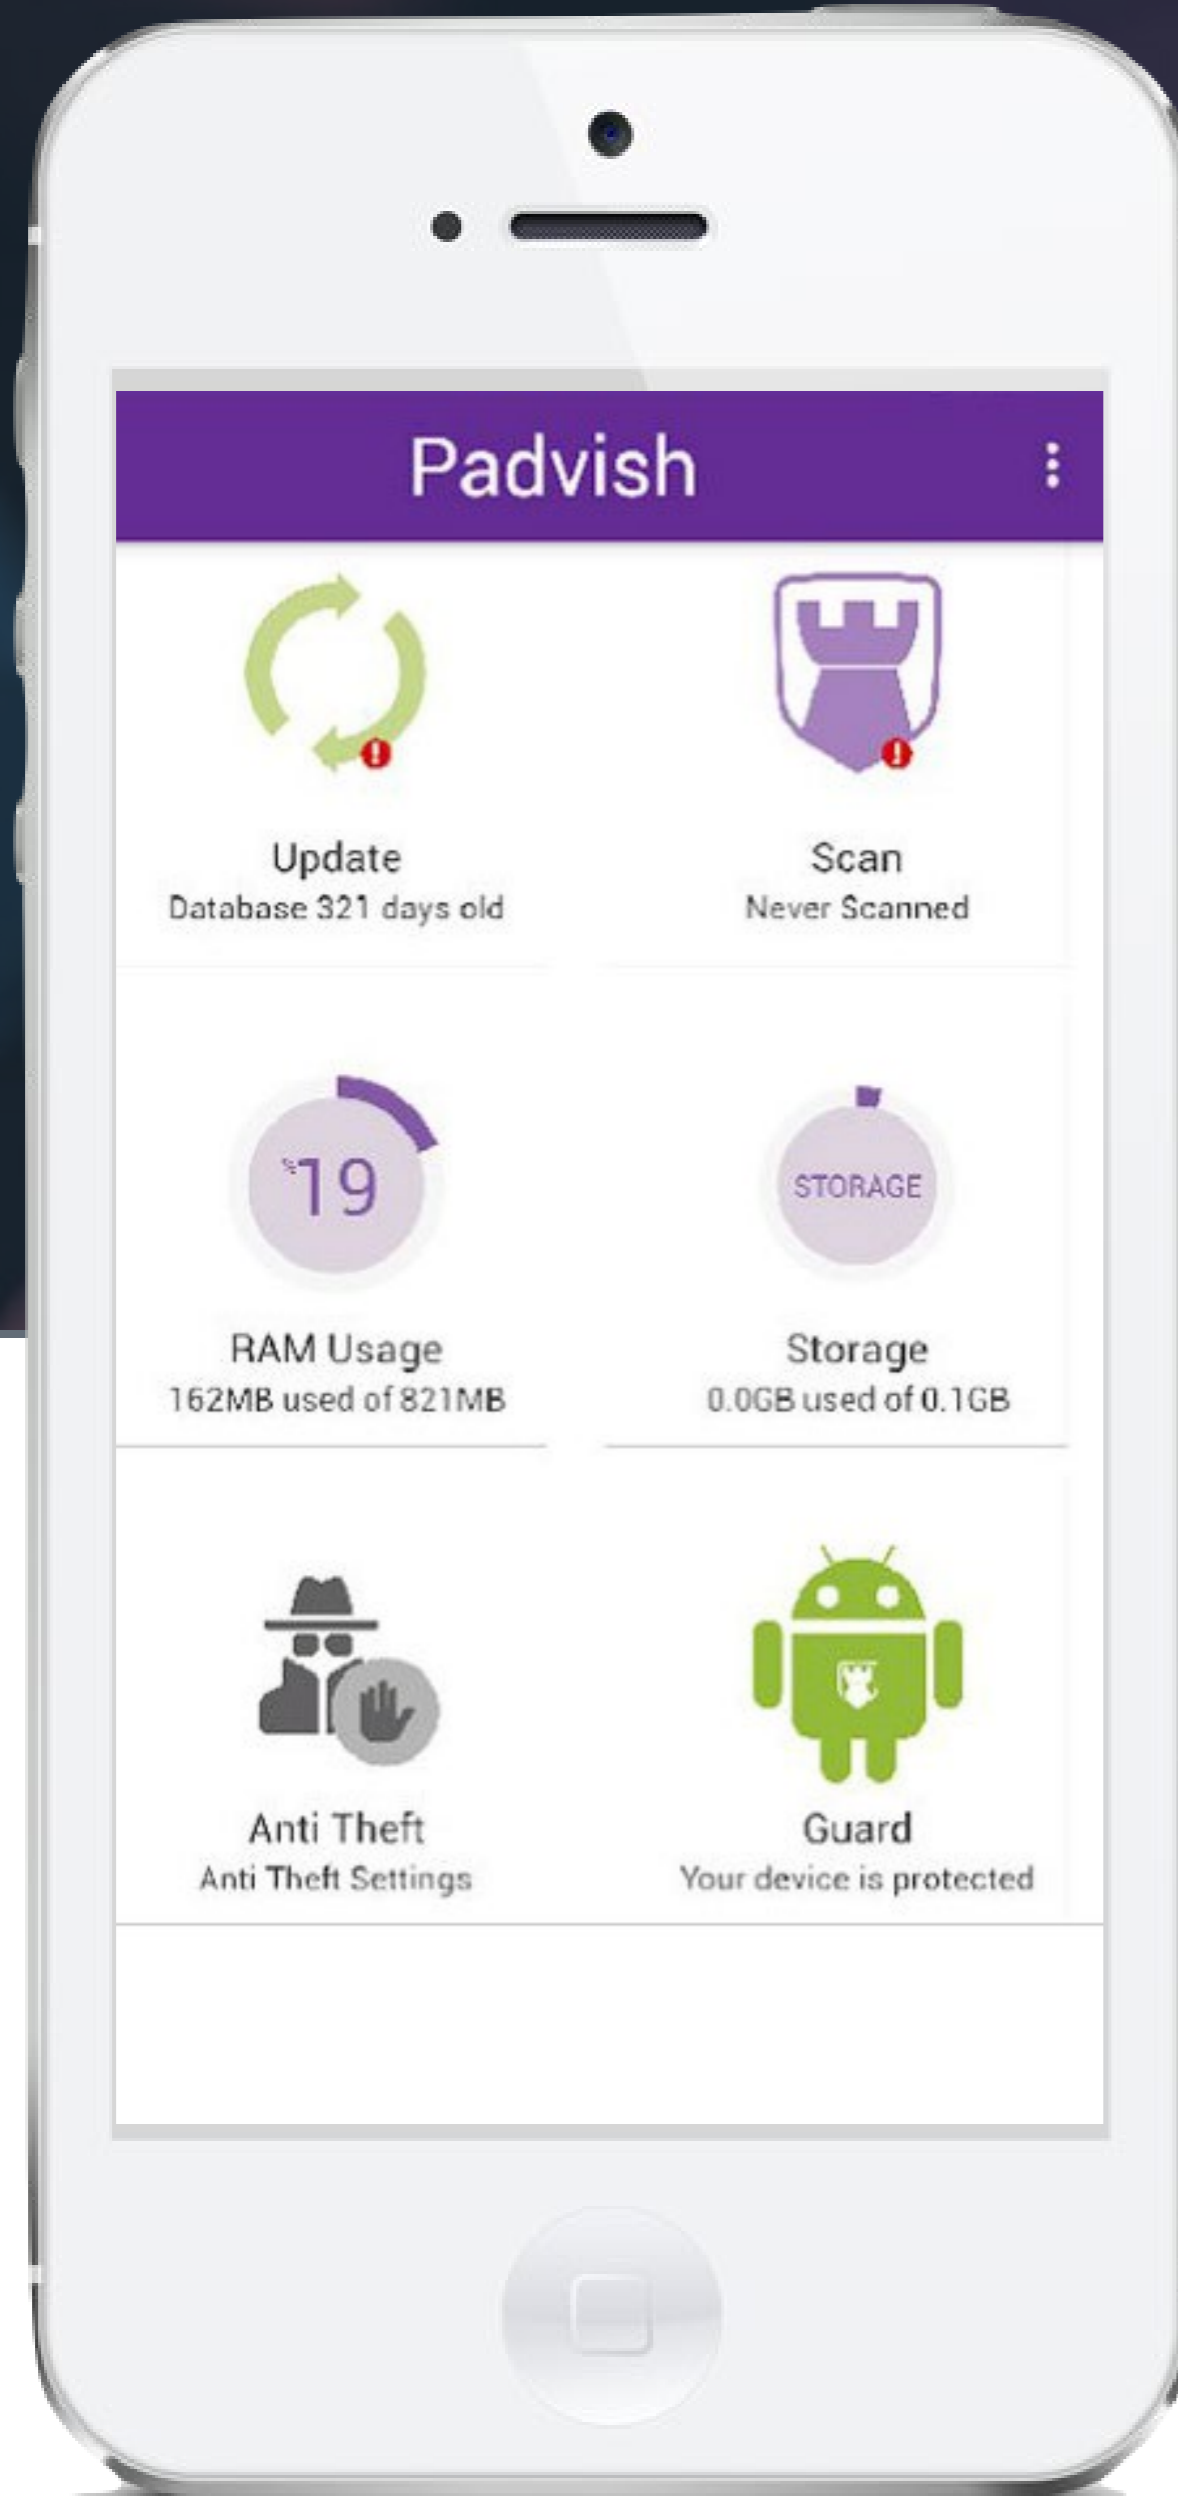 Padvish
Update
Database 321 days old
Scan
Never Scanned
%19
RAM Usage
162MB used of 821MB
STORAGE
Storage
0.0GB used of 0.1GB
Anti Theft
Anti Theft Settings
Guard
Your device is protected